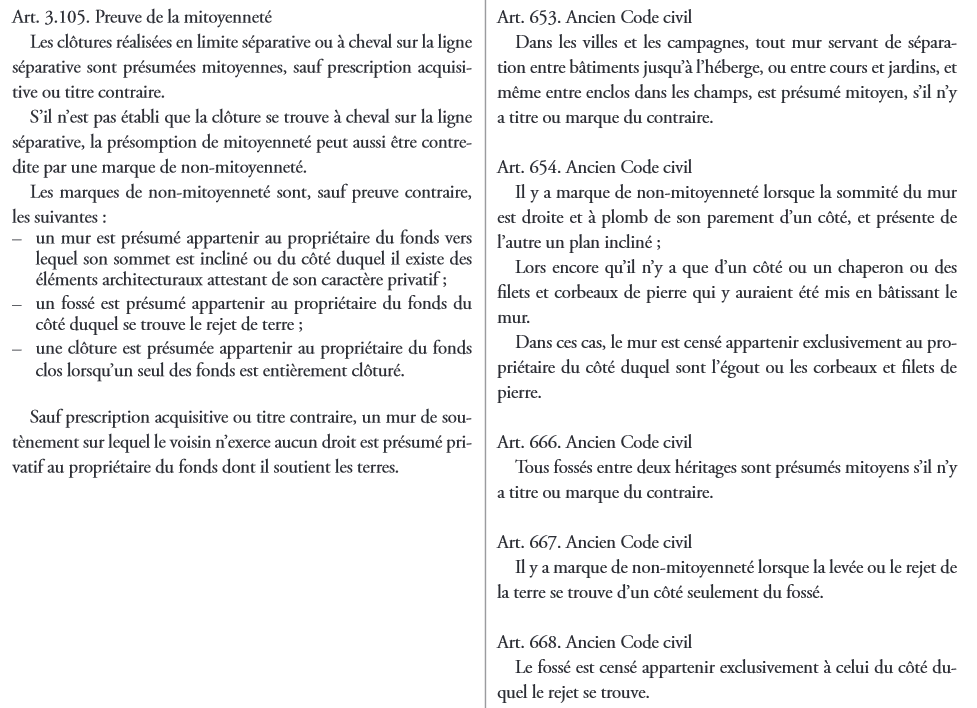 Art. 3.105. Preuve de la mitoyenneté
Les clôtures réalisées en limite séparative ou à cheval sur la ligne
séparative sont présumées mitoyennes, sauf prescription acquisi-
tive ou titre contraire.
S’il n’est pas établi que la clôture se trouve à cheval sur la ligne
séparative, la présomption de mitoyenneté peut aussi être contre-
dite par une marque de non-mitoyenneté.
Les marques de non-mitoyenneté sont, sauf preuve contraire,
les suivantes :
– un mur est présumé appartenir au propriétaire du fonds vers
lequel son sommet est incliné ou du côté duquel il existe des
éléments architecturaux attestant de son caractère privatif ;
– un fossé est présumé appartenir au propriétaire du fonds du
côté duquel se trouve le rejet de terre ;
– une clôture est présumée appartenir au propriétaire du fonds
clos lorsqu’un seul des fonds est entièrement clôturé.
Sauf prescription acquisitive ou titre contraire, un mur de sou-
tènement sur lequel le voisin n’exerce aucun droit est présumé pri-
vatif au propriétaire du fonds dont il soutient les terres.
Art. 653. Ancien Code civil
Dans les villes et les campagnes, tout mur servant de sépara-
tion entre bâtiments jusqu’à l’héberge, ou entre cours et jardins, et
même entre enclos dans les champs, est présumé mitoyen, s’il n’y
a titre ou marque du contraire.
Art. 654. Ancien Code civil
Il y a marque de non-mitoyenneté lorsque la sommité du mur
est droite et à plomb de son parement d’un côté, et présente de
l’autre un plan incliné ;
Lors encore qu’il n’y a que d’un côté ou un chaperon ou des
filets et corbeaux de pierre qui y auraient été mis en bâtissant le
mur.
Dans ces cas, le mur est censé appartenir exclusivement au pro-
priétaire du côté duquel sont l’égout ou les corbeaux et filets de
pierre.
Art. 666. Ancien Code civil
Tous fossés entre deux héritages sont présumés mitoyens s’il n’y
a titre ou marque du contraire.
Art. 667. Ancien Code civil
Il y a marque de non-mitoyenneté lorsque la levée ou le rejet de
la terre se trouve d’un côté seulement du fossé.
Art. 668. Ancien Code civil
Le fossé est censé appartenir exclusivement à celui du côté du-
quel le rejet se trouve.